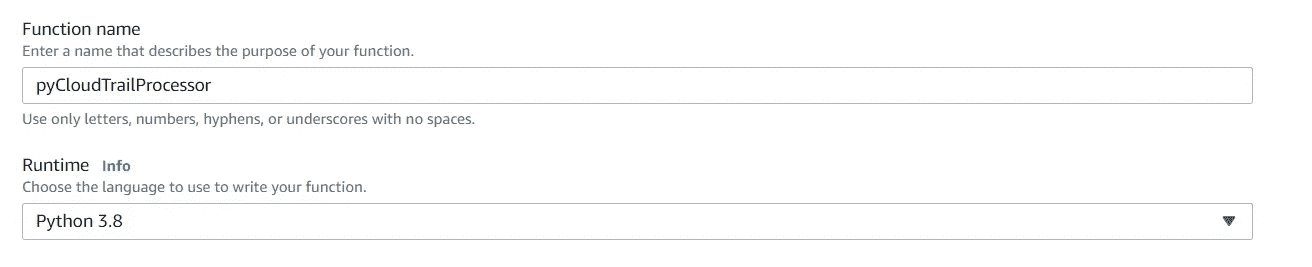 Function name
Enter a name that describes the purpose of your function.
pyCloudTrailProcessor
Use only letters, numbers, hyphens, or underscores with no spaces.
Runtime Info
Choose the language to use to write your function.
Python 3.8